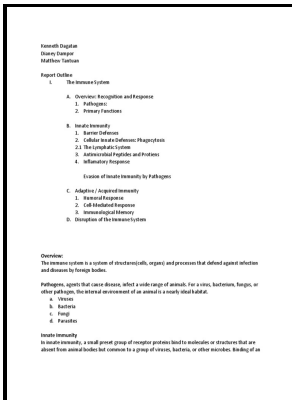 Kenneth Dagatan
Dianey Dampor
Matthew Tantuan
Report Outline
I. The Immune System
A. Overview: Recognition and Response
1. Pathogens:
2. Primary Functions
B. Innate Immunity
1. Barrier Defenses
2. Cellular Innate Defenses: Phagocytosis
2.1 The Lymphatic System
3. Antimicrobial Peptides and Protiens
4. Inflamatory Response
Evasion of Innate Immunity by Pathogens
C. Adaptive / Acquired Immunity
1. Humoral Response
2. Cell-Mediated Response
3. Immunological Memory
D. Disruption of the Immune System
Overview:
The immune system is a system of structures(cells, organs) and processes that defend against infection
and diseases by foreign bodies.
Pathogens, agents that cause disease, infect a wide range of animals. For a virus, bacterium, fungus, or
other pathogen, the internal environment of an animal is a nearly ideal habitat.
a. Viruses
b. Bacteria
c. Fungi
d. Parasites
Innate Immunity
In innate immunity, a small preset group of receptor proteins bind to molecules or structures that are
absent from animal bodies but common to a group of viruses, bacteria, or other microbes. Binding of an